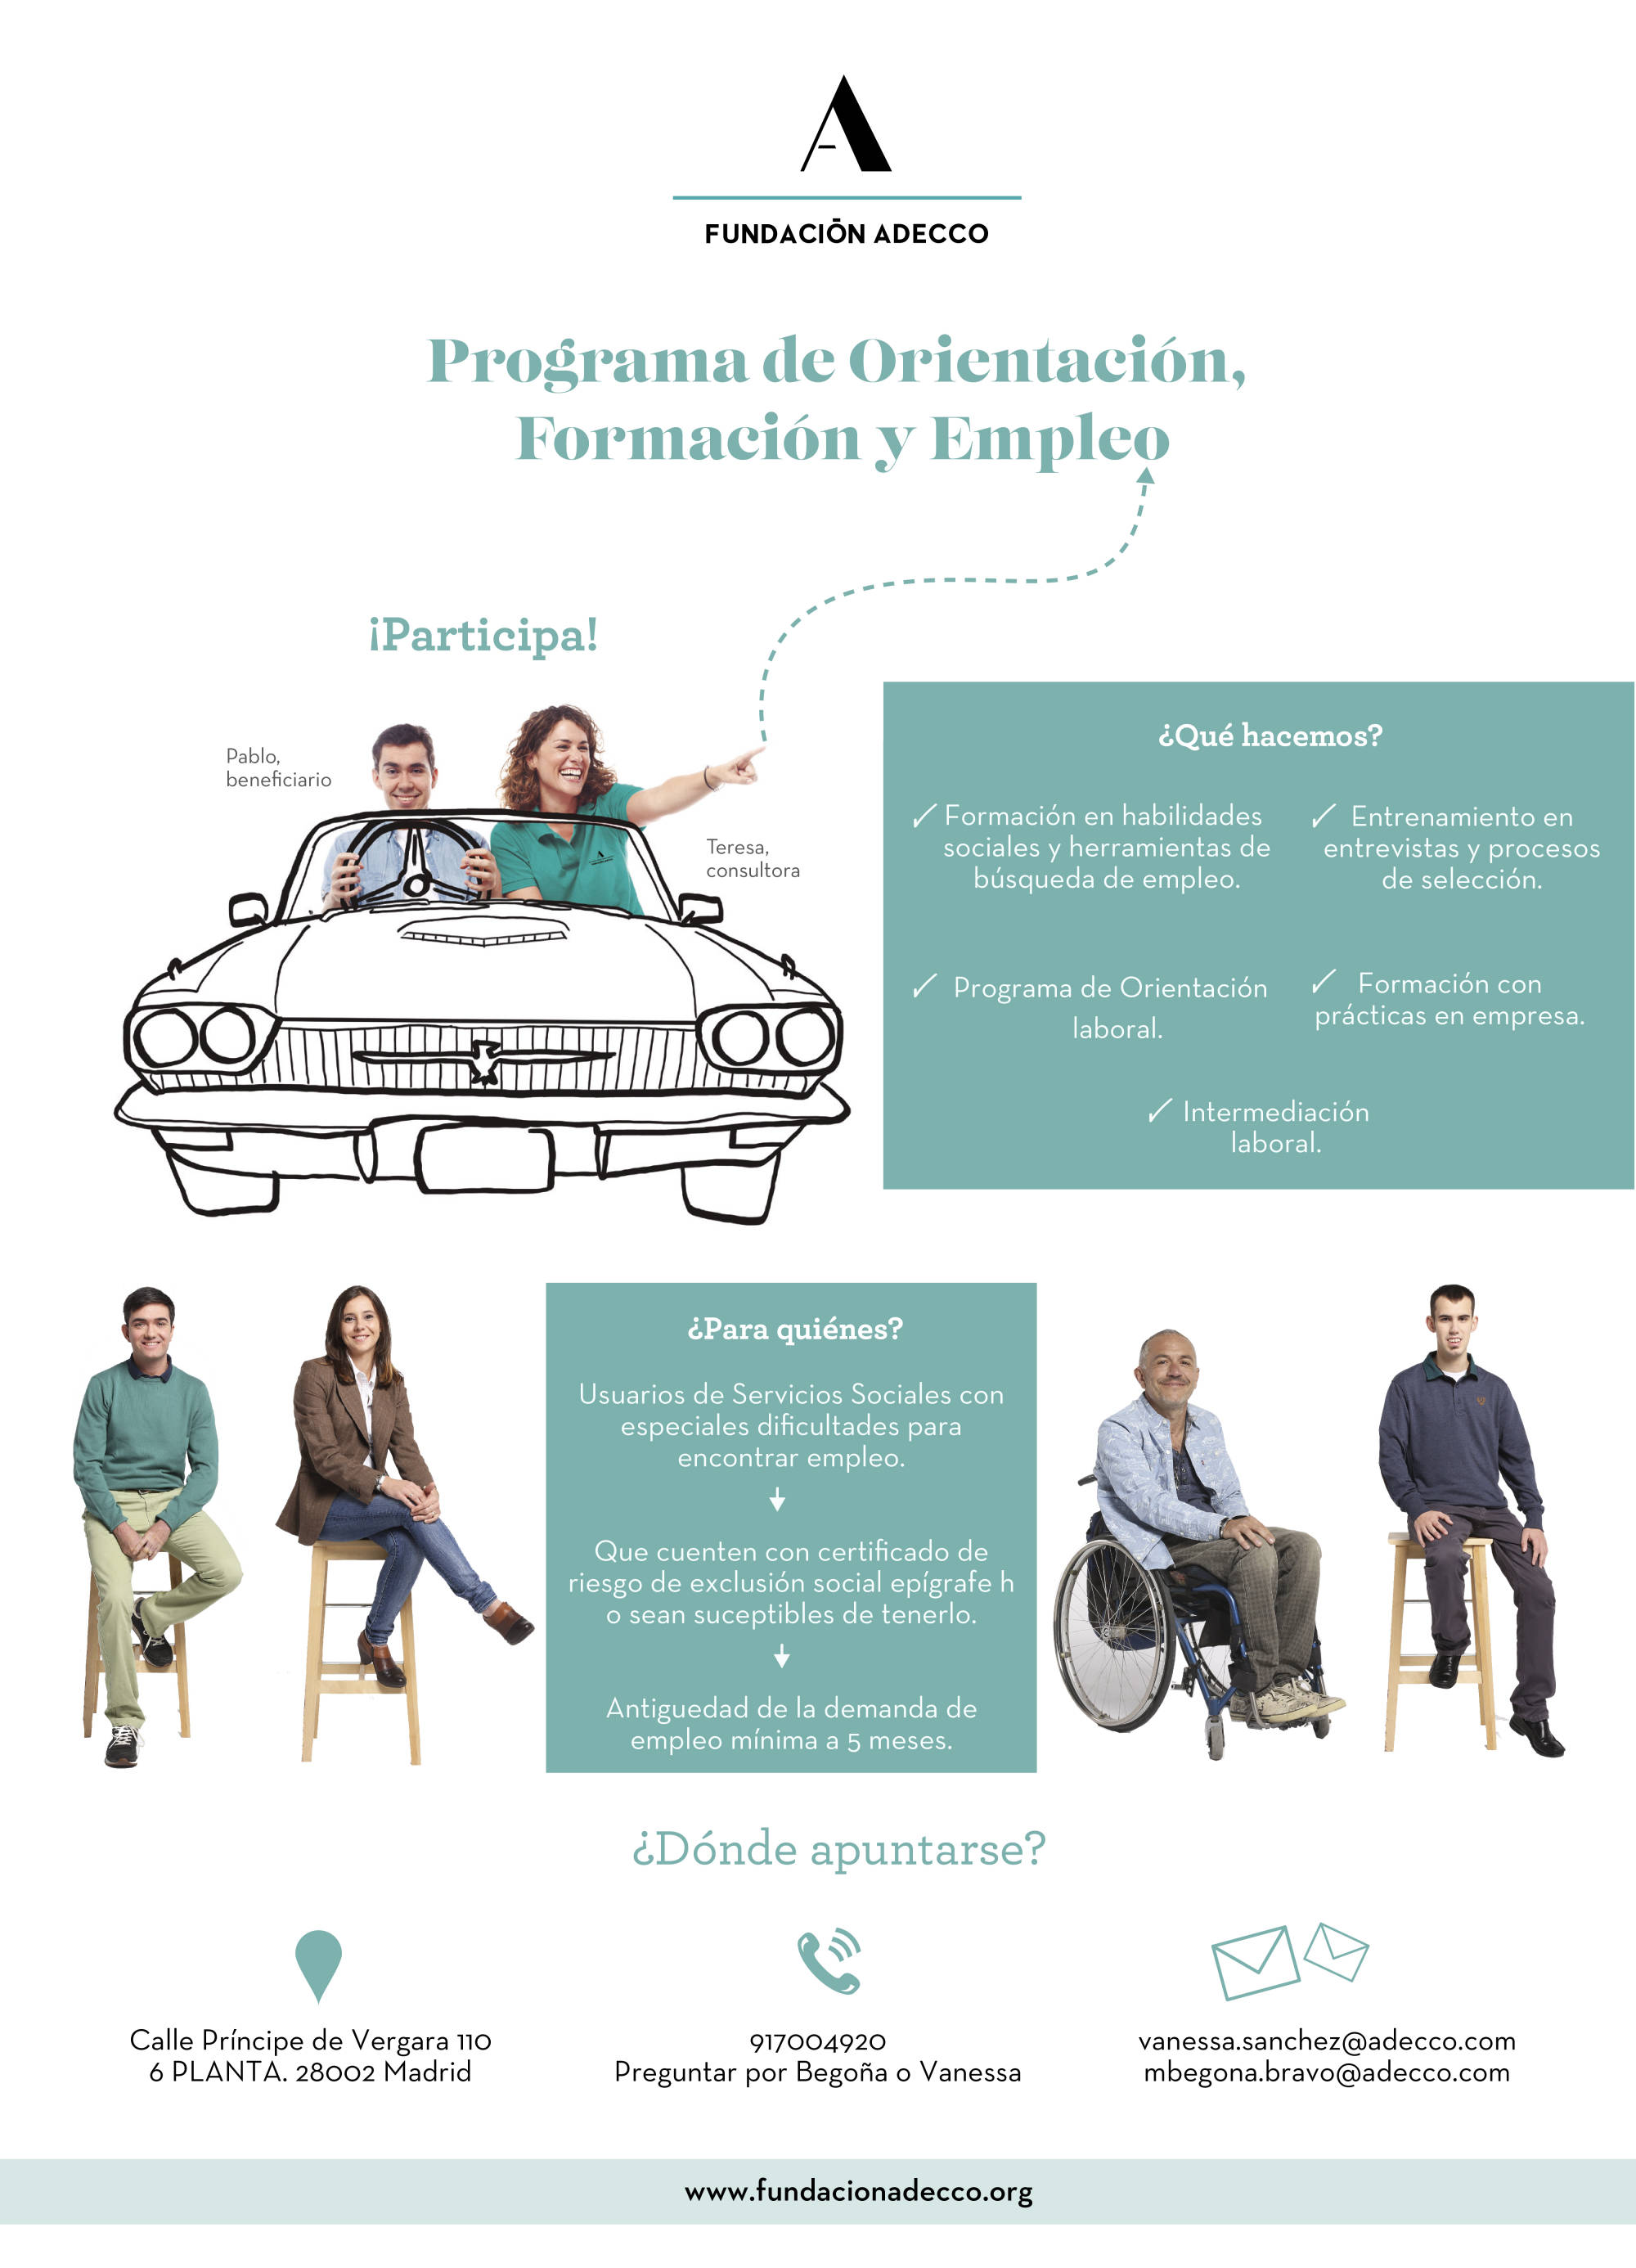 A
FUNDACIÓN ADECCO
Programa de Orientación,
Formación y Empleo
¡Participa!
Pablo,
beneficiario
Teresa,
consultora
¿Qué hacemos?
✓ Formación en habilidades
sociales y herramientas de
búsqueda de empleo.
✓ Entrenamiento en
entrevistas y procesos
de selección.
✓ Programa de Orientación
laboral.
✓ Formación con
prácticas en empresa.
✓ Intermediación
laboral.
¿Para quiénes?
Usuarios de Servicios Sociales con
especiales dificultades para
encontrar empleo.
Que cuenten con certificado de
riesgo de exclusión social epígrafe h
o sean suceptibles de tenerlo.
Antiguedad de la demanda de
empleo mínima a 5 meses.
¿Dónde apuntarse?
Calle Príncipe de Vergara 110
6 PLANTA. 28002 Madrid
917004920
Preguntar por Begoña o Vanessa
vanessa.sanchez@adecco.com
mbegona.bravo@adecco.com
www.fundacionadecco.org